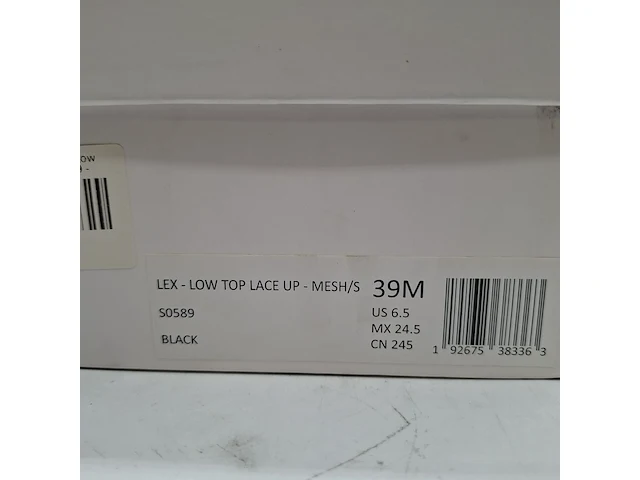 OW
LEX - LOW TOP LACE UP - MESH/S 39M
S0589 US 6.5
MX 24.5
BLACK CN 245
1 92675 38336 3